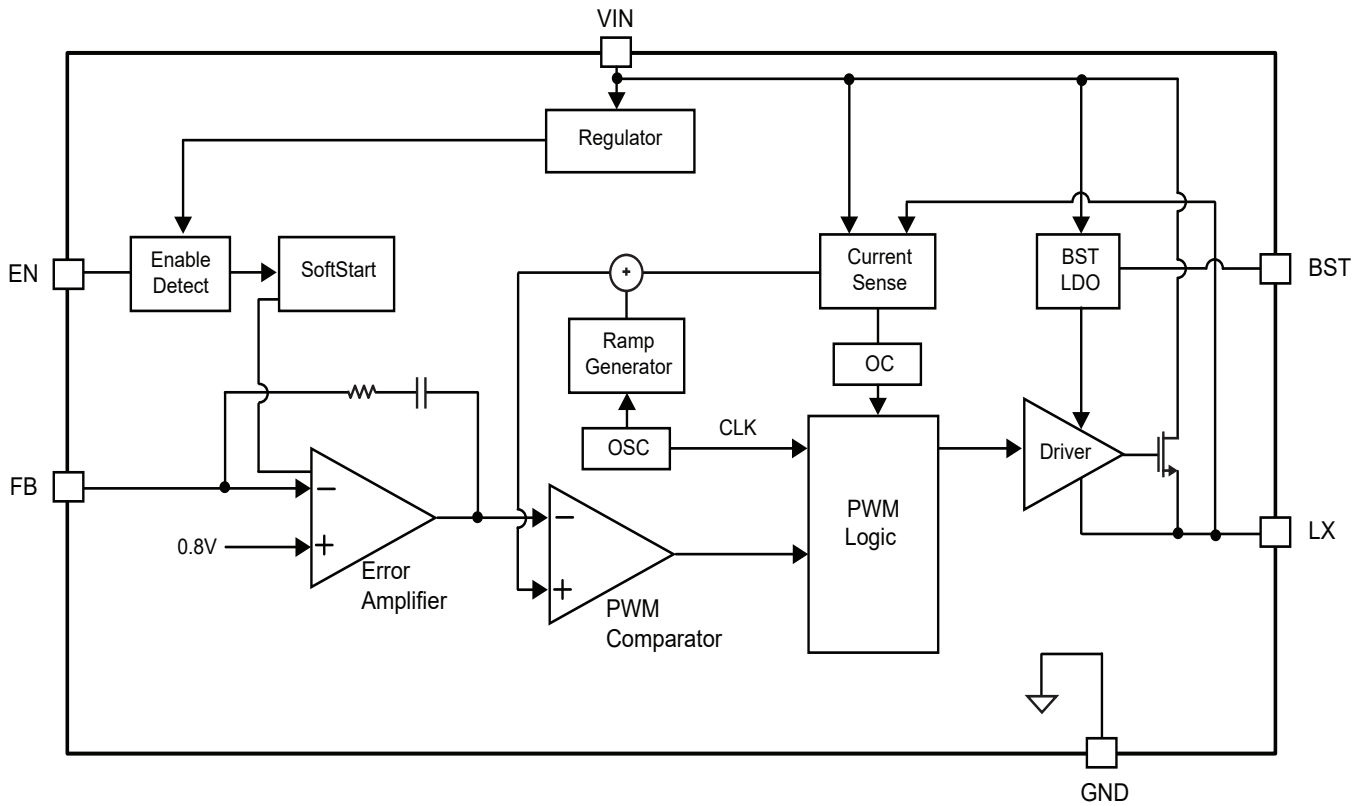 VIN
Regulator
EN
Enable
Detect
SoftStart
+
Current
Sense
BST
LDO
BST
Ramp
Generator
OC
OSC
CLK
Driver
FB
−
0.8V
+
Error
Amplifier
−
+
PWM
Comparator
PWM
Logic
LX
GND